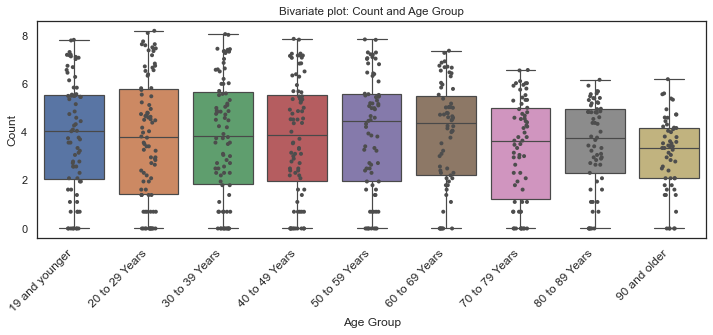 Bivariate plot: Count and Age Group
Count
8
6
4
2
0
19 and younger
20 to 29 Years
30 to 39 Years
40 to 49 Years
50 to 59 Years
60 to 69 Years
70 to 79 Years
80 to 89 Years
90 and older
Age Group